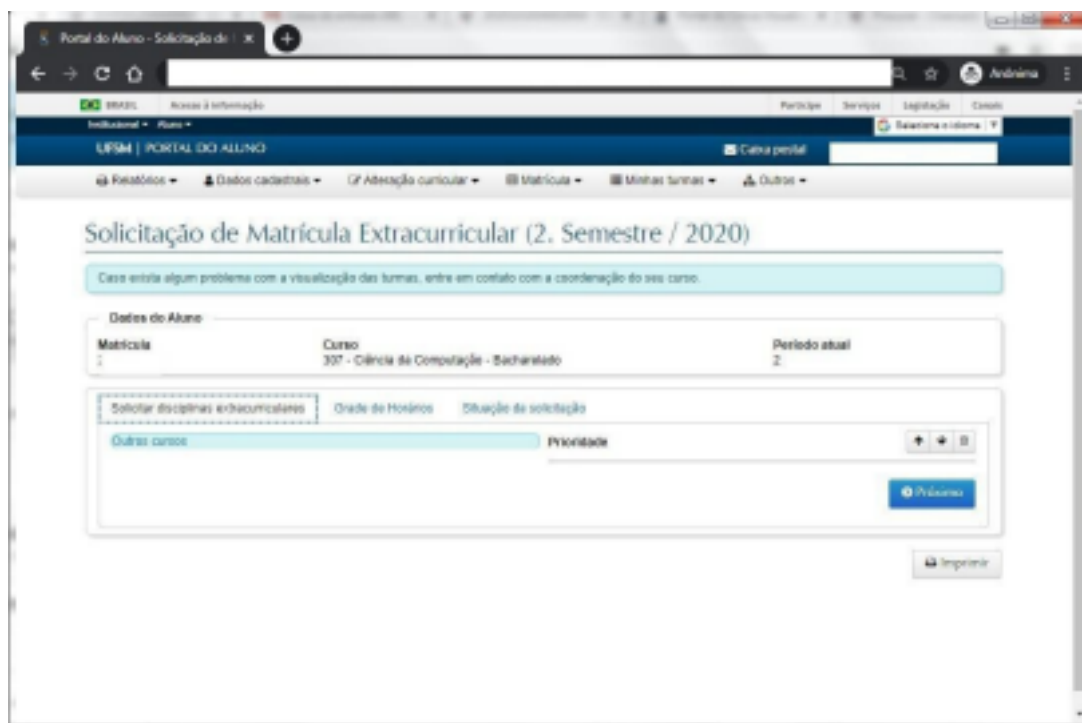 Portal do Aluno - Solicitação de
Anônima
BRASIL Acesso à informação Participe Serviços Legislação Canais
Institucional Aluno Selecione o idioma
UFSM | PORTAL DO ALUNO Caixa postal
Relatórios Dados cadastrais Alteração curricular Matrícula Minhas turmas Outros
Solicitação de Matrícula Extracurricular (2. Semestre / 2020)
Caso exista algum problema com a visualização das turmas, entre em contato com a coordenação do seu curso.
Dados do Aluno
Matrícula Curso Período atual
307 - Ciência da Computação - Bacharelado 2
Solicitar disciplinas extracurriculares Grade de Horários Situação da solicitação
Outros cursos Prioridade
Próximo
Imprimir